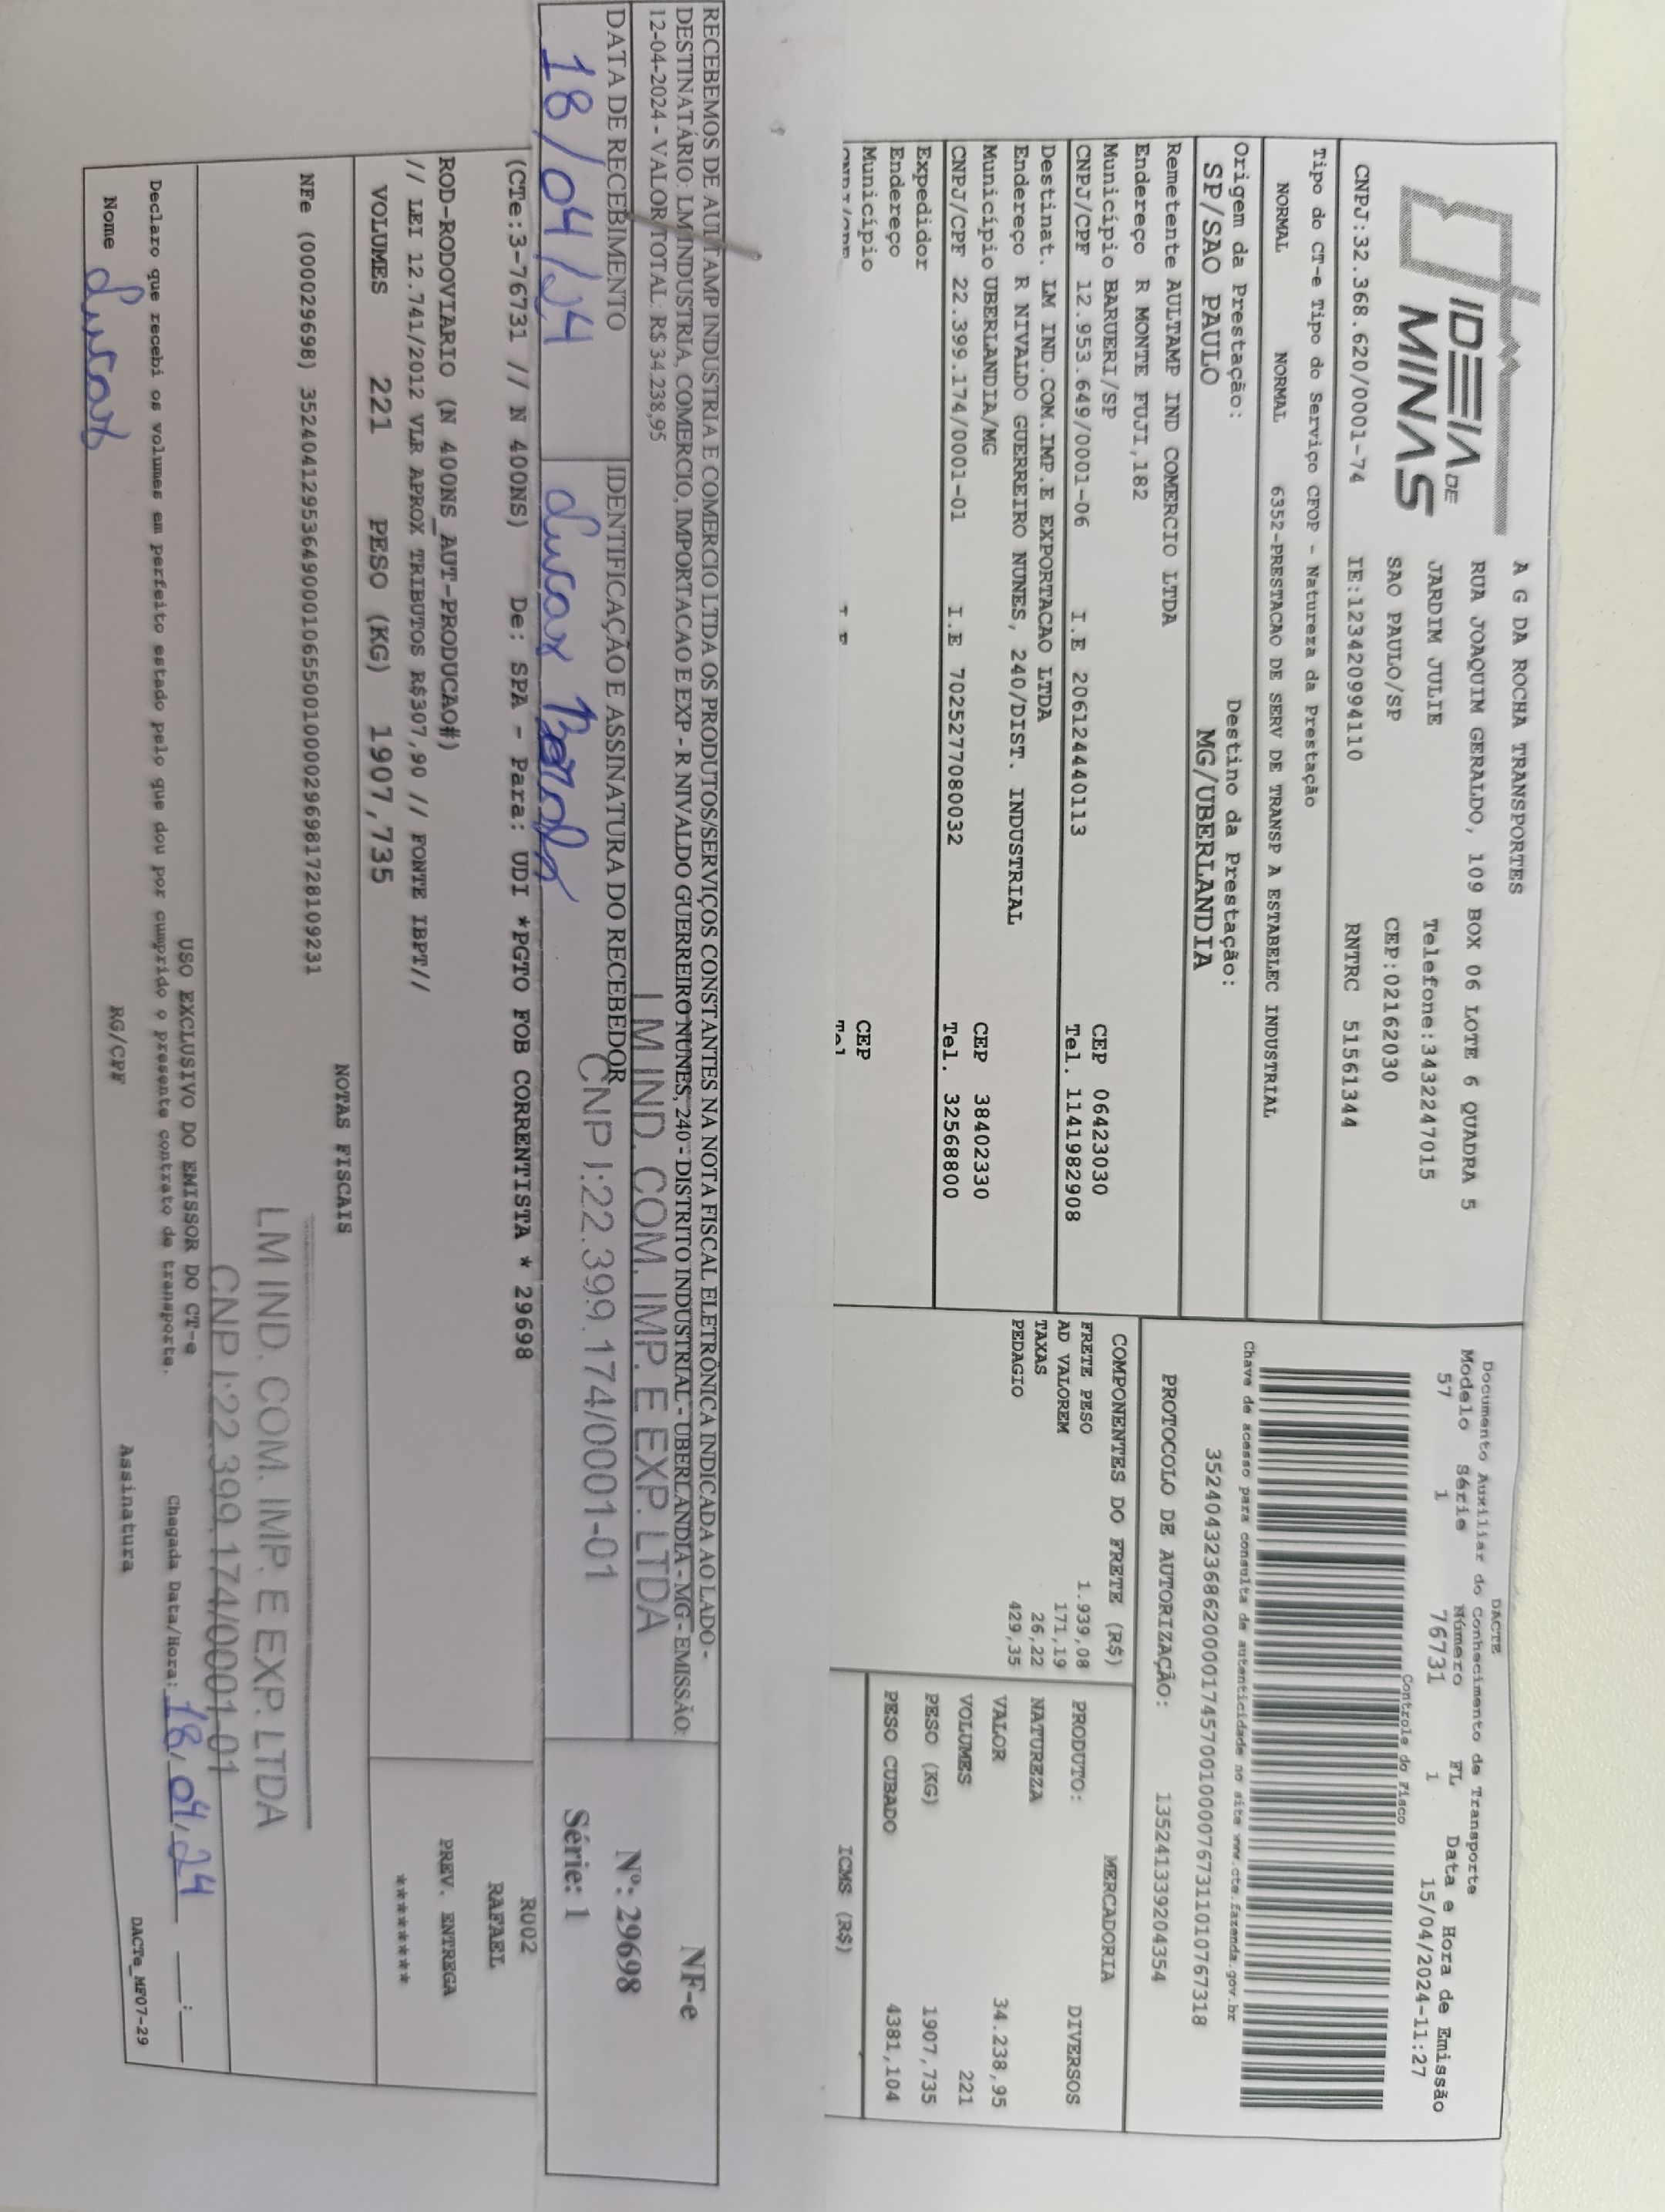 IDEIA DE MINAS
A G DA ROCHA TRANSPORTES
RUA JOAQUIM GERALDO, 109 BOX 06 LOTE 6 QUADRA 5
JARDIM JULIE Telefone:3432247015
SAO PAULO/SP CEP:02162030
CNPJ:32.368.620/0001-74 IE:123420994110 RNTRC 51561344
DACTE
Documento Auxiliar do Conhecimento de Transporte
Modelo Série Número FL Data e Hora de Emissão
57 1 76731 1 15/04/2024-11:27
Controle do Fisco
Tipo do CT-e Tipo do Serviço CFOP - Natureza da Prestação
NORMAL NORMAL 6352-PRESTACAO DE SERV DE TRANSP A ESTABELEC INDUSTRIAL
Chave de acesso para consulta de autenticidade no site www.cte.fazenda.gov.br
35240432368620000174570010000767311010767318
Origem da Prestação: Destino da Prestação:
SP/SAO PAULO MG/UBERLANDIA
PROTOCOLO DE AUTORIZAÇÃO: 135241339204354
Remetente AULTAMP IND COMERCIO LTDA
Endereço R MONTE FUJI,182
Município BARUERI/SP CEP 06423030
CNPJ/CPF 12.953.649/0001-06 I.E 206124440113 Tel. 1141982908
Destinat. LM IND.COM.IMP.E EXPORTACAO LTDA
Endereço R NIVALDO GUERREIRO NUNES, 240/DIST. INDUSTRIAL
Município UBERLANDIA/MG CEP 38402330
CNPJ/CPF 22.399.174/0001-01 I.E 7025277080032 Tel. 32568800
Expedidor
Endereço
Município CEP
COMPONENTES DO FRETE (R$)
FRETE PESO 1.939,08
AD VALOREM 171,19
TAXAS 26,22
PEDAGIO 429,35
MERCADORIA
PRODUTO: DIVERSOS
NATUREZA
VALOR 34.238,95
VOLUMES 221
PESO (KG) 1907,735
PESO CUBADO 4381,104
ICMS (R$)
RECEBEMOS DE AULTAMP INDUSTRIA E COMERCIO LTDA OS PRODUTOS/SERVIÇOS CONSTANTES NA NOTA FISCAL ELETRÔNICA INDICADA AO LADO -
DESTINATÁRIO: LM INDUSTRIA, COMERCIO, IMPORTACAO E EXP - R NIVALDO GUERREIRO NUNES, 240 - DISTRITO INDUSTRIAL - UBERLANDIA - MG - EMISSÃO:
12-04-2024 - VALOR TOTAL: R$ 34.238,95
LM IND. COM. IMP. E EXP. LTDA
CNPJ:22.399.174/0001-01
DATA DE RECEBIMENTO IDENTIFICAÇÃO E ASSINATURA DO RECEBEDOR
18/04/24 Lucas
NF-e
Nº: 29698
Série: 1
(CTe:3-76731 // N 400NS) De: SPA - Para: UDI *PGTO FOB CORRENTISTA * 29698
R002
RAFAEL
ROD-RODOVIARIO (N 400NS_AUT-PRODUCAO#)
// LEI 12.741/2012 VLR APROX TRIBUTOS R$307,90 // FONTE IBPT//
PREV. ENTREGA
*******
VOLUMES 221 PESO (KG) 1907,735
NOTAS FISCAIS
NFe (000029698) 35240412953649000106550010000296981728109231
LM IND. COM. IMP. E EXP. LTDA
CNPJ:22.399.174/0001-01
USO EXCLUSIVO DO EMISSOR DO CT-e
Declaro que recebi os volumes em perfeito estado pelo que dou por cumprido o presente contrato de transporte. Chegada Data/Hora: 18/04/24 __:__
Nome Lucas RG/CPF Assinatura
DACTe_MF07-29